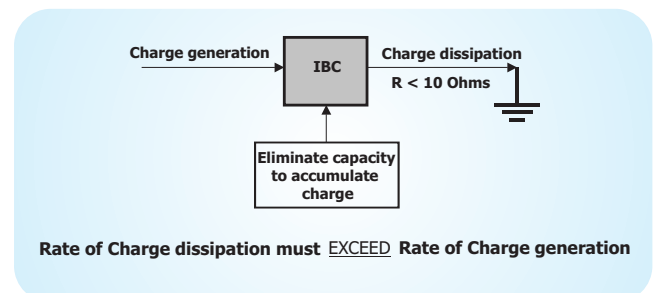 Charge generation
IBC
Charge dissipation
R < 10 Ohms
Eliminate capacity
to accumulate
charge
Rate of Charge dissipation must EXCEED Rate of Charge generation